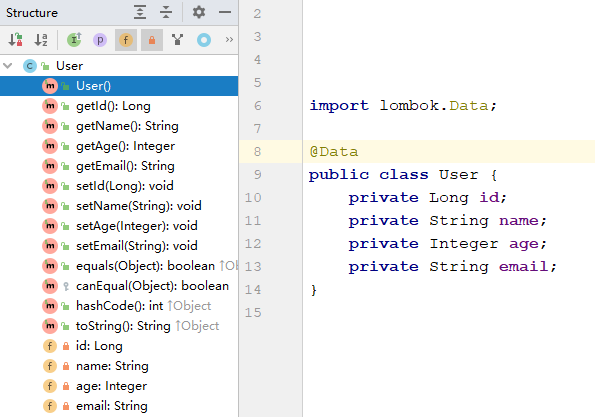 Structure
User
User()
getId(): Long
getName(): String
getAge(): Integer
getEmail(): String
setId(Long): void
setName(String): void
setAge(Integer): void
setEmail(String): void
equals(Object): boolean ↑Ob
canEqual(Object): boolean
hashCode(): int ↑Object
toString(): String ↑Object
id: Long
name: String
age: Integer
email: String
2
3
4
5
6 import lombok.Data;
7
8 @Data
9 public class User {
10 private Long id;
11 private String name;
12 private Integer age;
13 private String email;
14 }
15